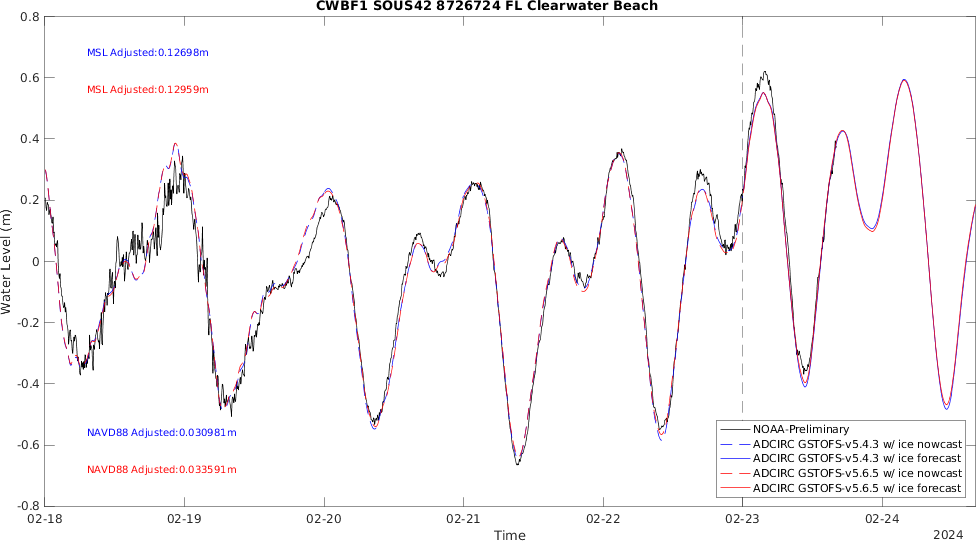 CWBF1 SOUS42 8726724 FL Clearwater Beach
0.8
MSL Adjusted:0.12698m
0.6
MSL Adjusted:0.12959m
0.4
0.2
Water Level (m)
0
-0.2
-0.4
NAVD88 Adjusted:0.030981m
NOAA-Preliminary
-0.6
ADCIRC GSTOFS-v5.4.3 w/ ice nowcast
ADCIRC GSTOFS-v5.4.3 w/ ice forecast
NAVD88 Adjusted:0.033591m
ADCIRC GSTOFS-v5.6.5 w/ ice nowcast
ADCIRC GSTOFS-v5.6.5 w/ ice forecast
-0.8
02-18 02-19 02-20 02-21 02-22 02-23 02-24
Time
2024